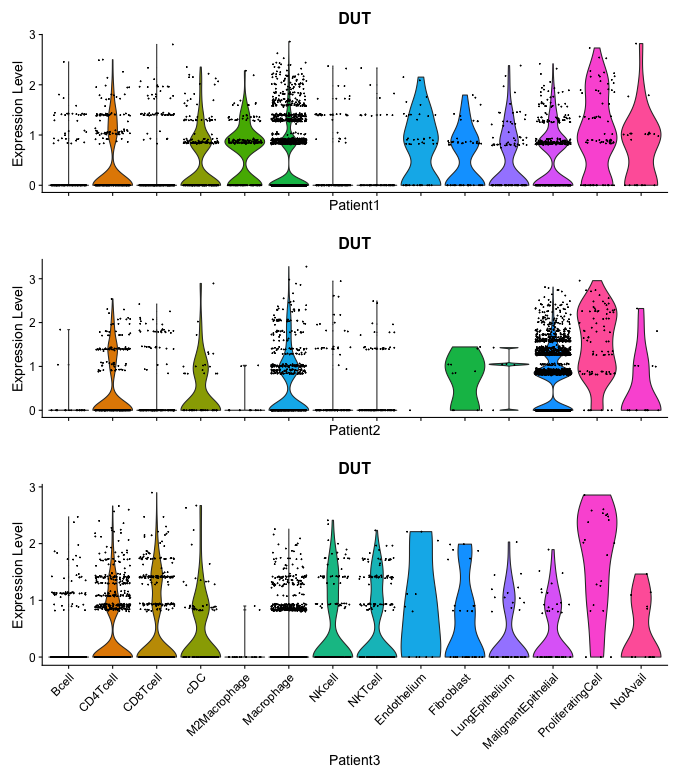 DUT
Expression Level
3
2
1
0
Patient1
DUT
Expression Level
3
2
1
0
Patient2
DUT
Expression Level
3
2
1
0
Bcell
CD4Tcell
CD8Tcell
cDC
M2Macrophage
Macrophage
NKcell
NKTcell
Endothelium
Fibroblast
LungEpithelium
MalignantEpithelial
ProliferatingCell
NotAvail
Patient3